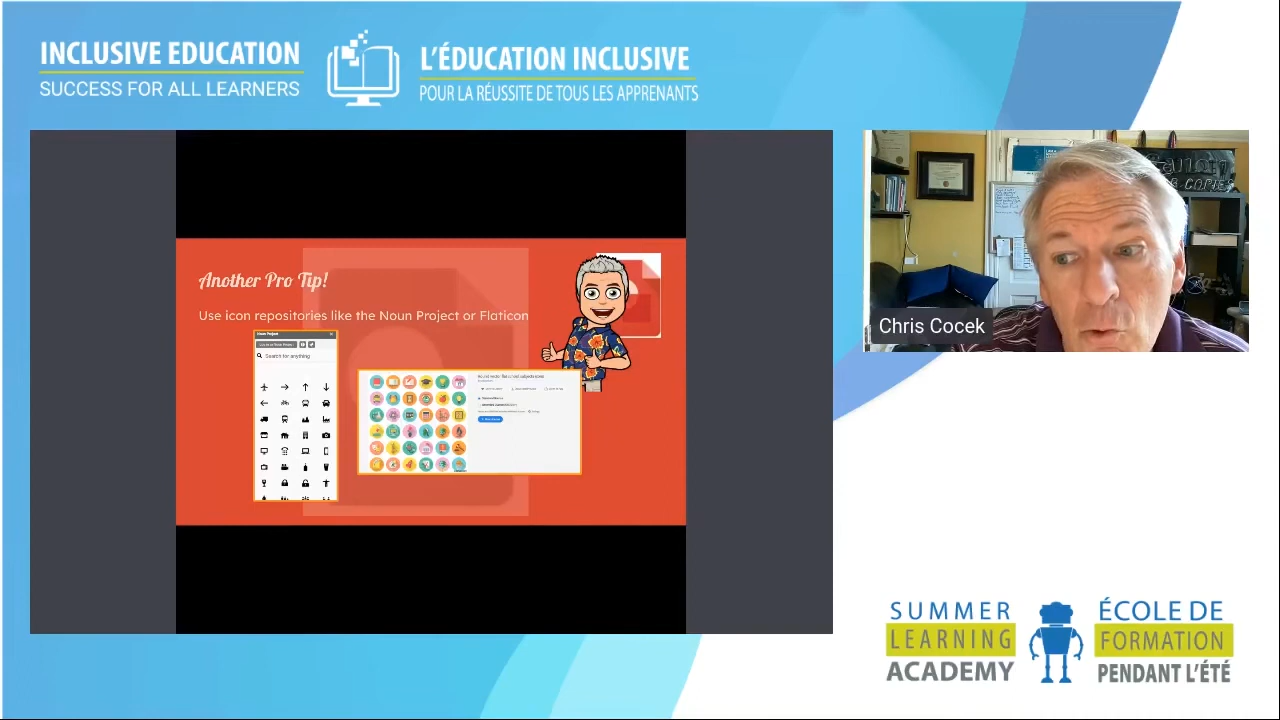 INCLUSIVE EDUCATION
SUCCESS FOR ALL LEARNERS
L'ÉDUCATION INCLUSIVE
POUR LA RÉUSSITE DE TOUS LES APPRENANTS
Another Pro Tip!
Use icon repositories like the Noun Project or Flaticon
Noun Project
Search for anything
Canon
COPIES
Chris Cocek
SUMMER
LEARNING
ACADEMY
ÉCOLE DE
FORMATION
PENDANT L'ÉTÉ